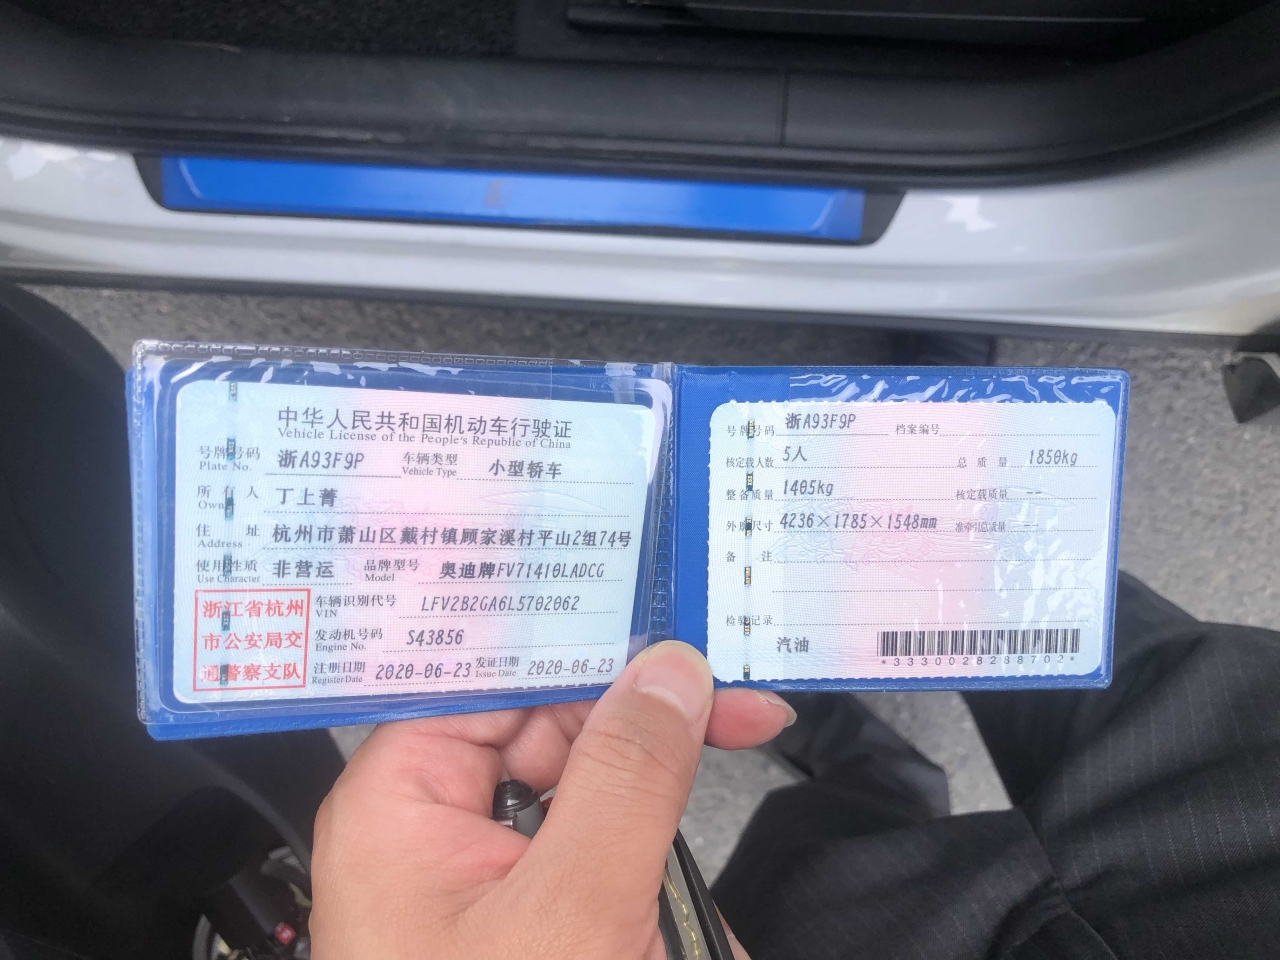 中华人民共和国机动车行驶证
Vehicle License of the People's Republic of China
号牌号码 浙A93F9P 车辆类型 小型轿车
Plate No. Vehicle Type
所有人 丁上菁
Owner
住址 杭州市萧山区戴村镇顾家溪村平山2组74号
Address
使用性质 非营运 品牌型号 奥迪牌FV71410LADCG
Use Character Model
浙江省杭州
市公安局交
通警察支队
车辆识别代号 LFV2B2GA6L5702062
VIN
发动机号码 S43856
Engine No.
注册日期 2020-06-23 发证日期 2020-06-23
Register Date Issue Date
号牌号码 浙A93F9P 档案编号
核定载人数 5人 总质量 1850kg
整备质量 1405kg 核定载质量 --
外廓尺寸 4236×1785×1548mm 准牵引总质量 --
备注
检验记录
汽油
*3330028288702*